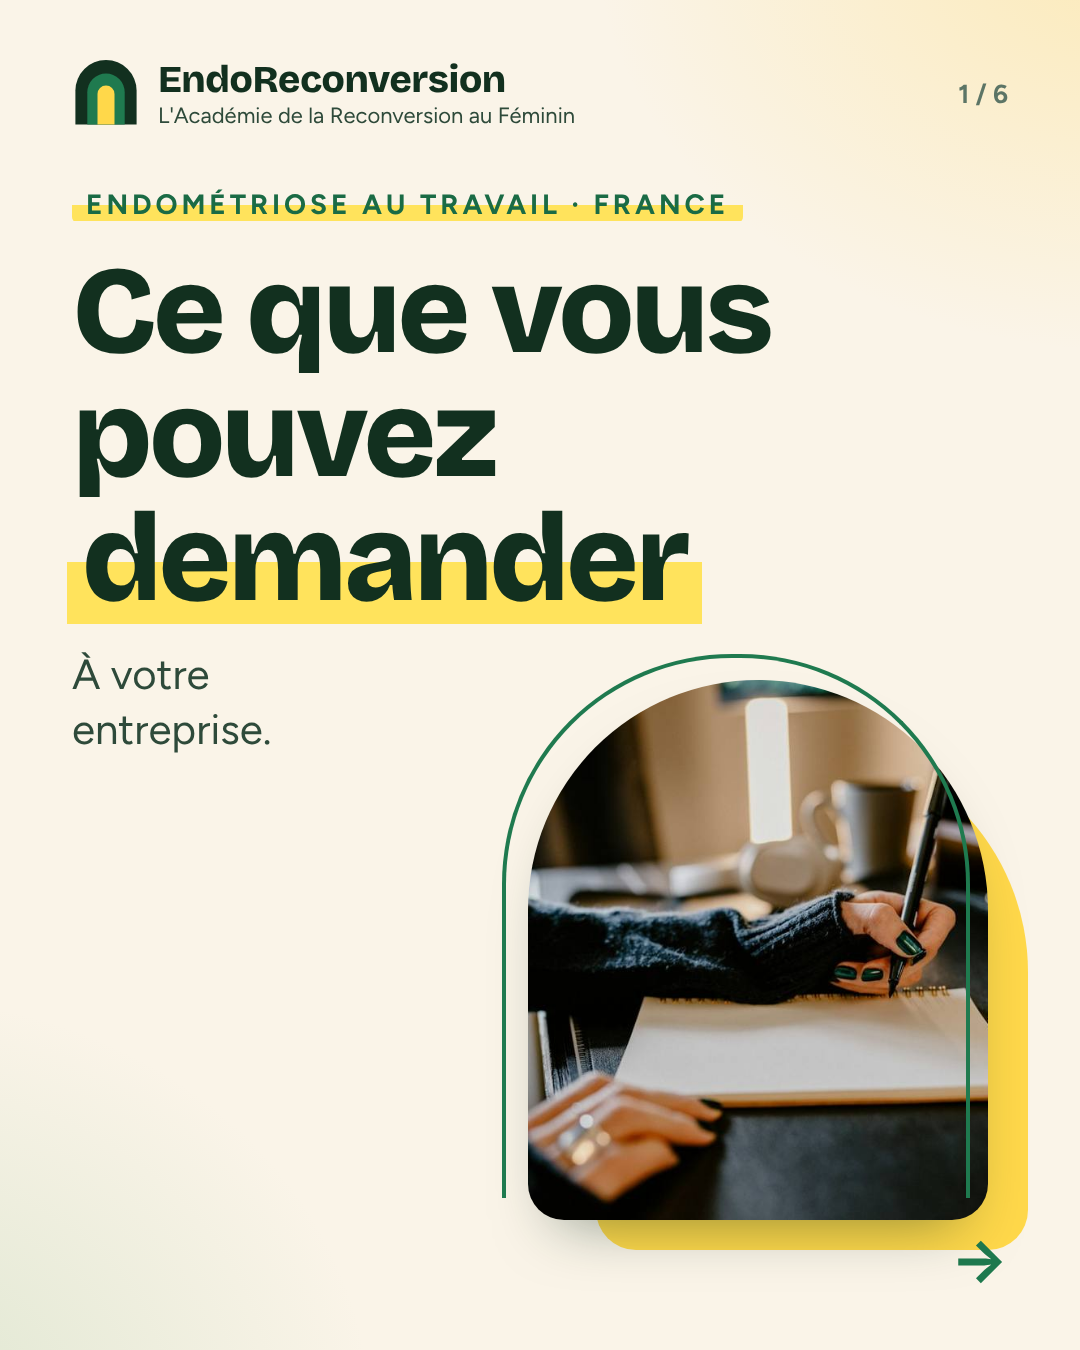 EndoReconversion
L'Académie de la Reconversion au Féminin
1 / 6
ENDOMÉTRIOSE AU TRAVAIL · FRANCE
Ce que vous
pouvez
demander
À votre
entreprise.